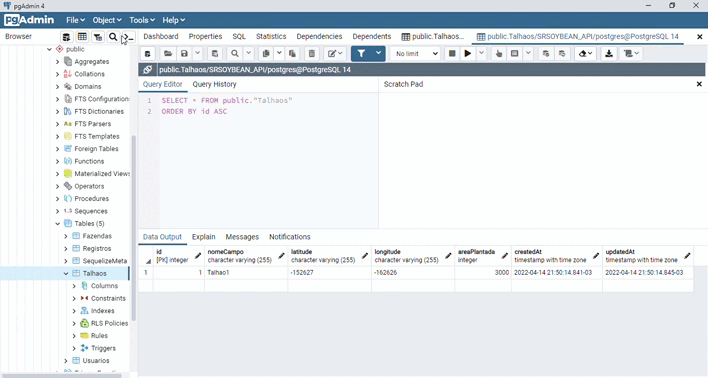 pgAdmin 4
pgAdmin File Object Tools Help
Browser Dashboard Properties SQL Statistics Dependencies Dependents public.Talhaos... public.Talhaos/SRSOYBEAN_API/postgres@PostgreSQL 14
No limit
public.Talhaos/SRSOYBEAN_API/postgres@PostgreSQL 14
Query Editor Query History Scratch Pad
1 SELECT * FROM public."Talhaos"
2 ORDER BY id ASC
public
Aggregates
Collations
Domains
FTS Configuration
FTS Dictionaries
FTS Parsers
FTS Templates
Foreign Tables
Functions
Materialized Views
Operators
Procedures
1..3 Sequences
Tables (5)
Fazendas
Registros
SequelizeMeta
Talhaos
Columns
Constraints
Indexes
RLS Policies
Rules
Triggers
Usuarios
Data Output Explain Messages Notifications
id nomeCampo latitude longitude areaPlantada createdAt updatedAt
[PK] integer character varying (255) character varying (255) character varying (255) integer timestamp with time zone timestamp with time zone
1 1 Talhao1 -152627 -162626 3000 2022-04-14 21:50:14.841-03 2022-04-14 21:50:14.845-03